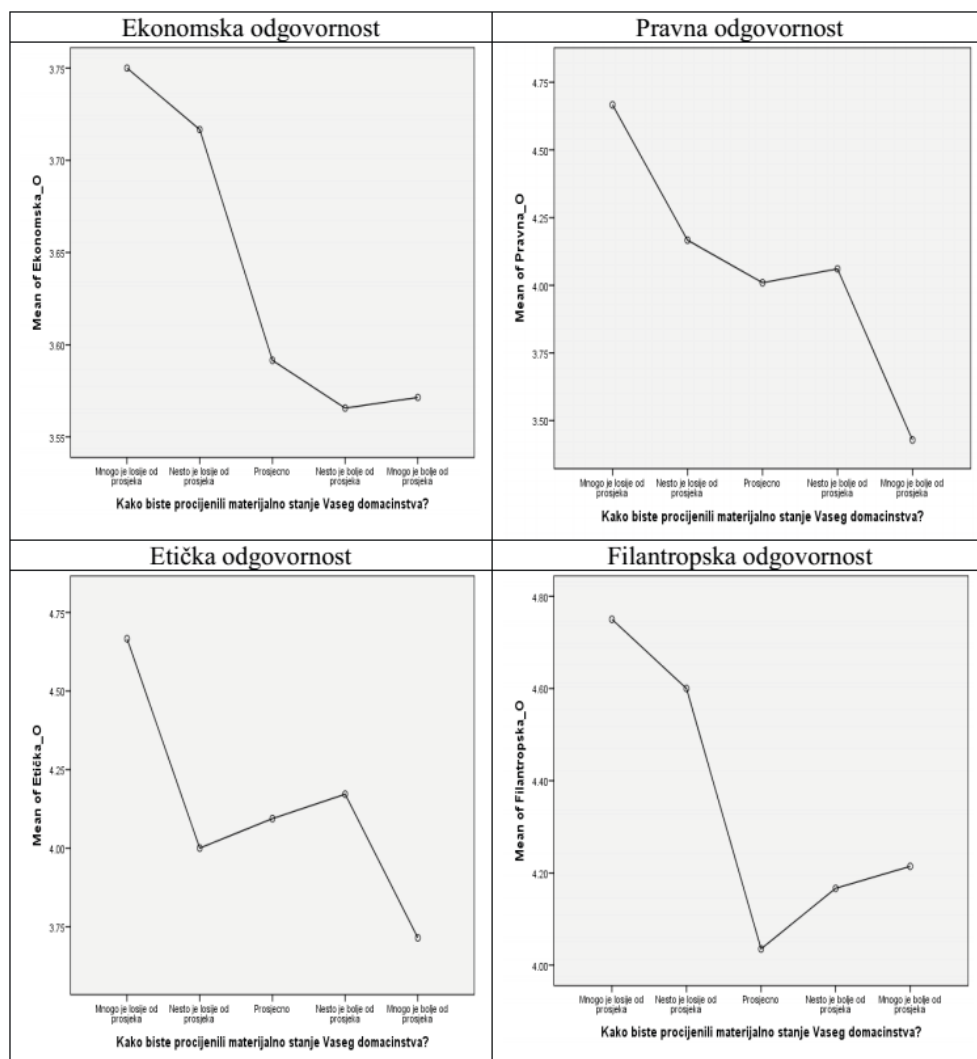 Ekonomska odgovornost
Mean of Ekonomska_O
3.75
3.70
3.65
3.60
3.55
Mnogo je losije od
prosjeka
Nesto je losije od
prosjeka
Prosjecno
Nesto je bolje od
prosjeka
Mnogo je bolje od
prosjeka
Kako biste procijenili materijalno stanje Vaseg domacinstva?
Pravna odgovornost
Mean of Pravna_O
4.75
4.50
4.25
4.00
3.75
3.50
Mnogo je losije od
prosjeka
Nesto je losije od
prosjeka
Prosjecno
Nesto je bolje od
prosjeka
Mnogo je bolje od
prosjeka
Kako biste procijenili materijalno stanje Vaseg domacinstva?
Etička odgovornost
Mean of Etička_O
4.75
4.50
4.25
4.00
3.75
Mnogo je losije od
prosjeka
Nesto je losije od
prosjeka
Prosjecno
Nesto je bolje od
prosjeka
Mnogo je bolje od
prosjeka
Kako biste procijenili materijalno stanje Vaseg domacinstva?
Filantropska odgovornost
Mean of Filantropska_O
4.80
4.60
4.40
4.20
4.00
Mnogo je losije od
prosjeka
Nesto je losije od
prosjeka
Prosjecno
Nesto je bolje od
prosjeka
Mnogo je bolje od
prosjeka
Kako biste procijenili materijalno stanje Vaseg domacinstva?